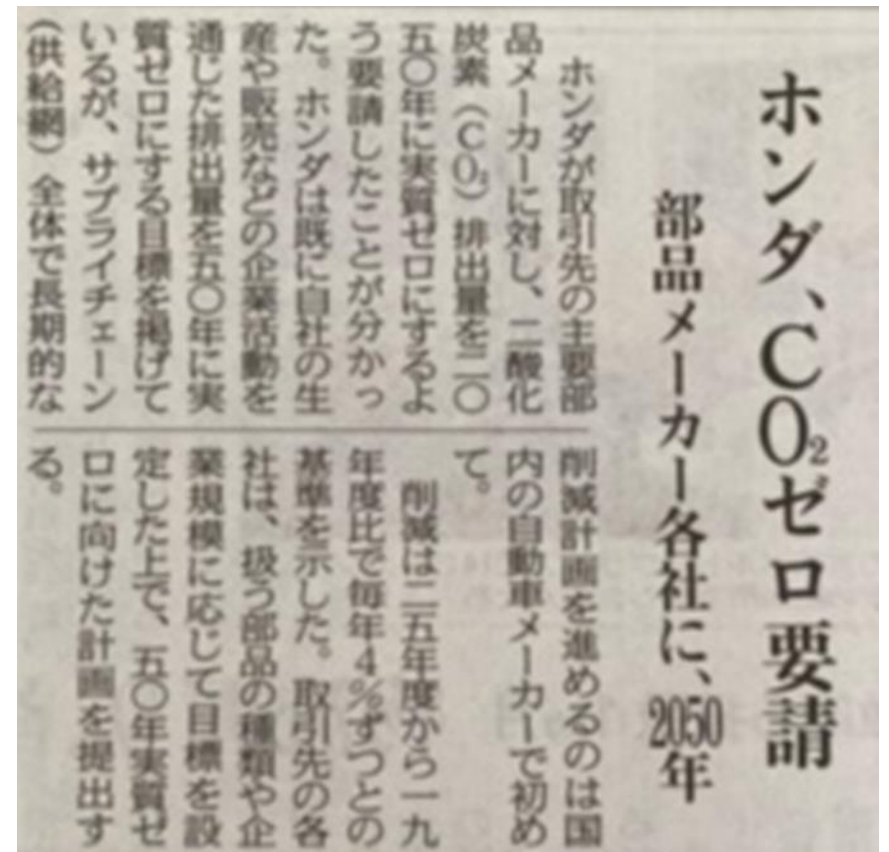 ホンダ、CO₂ゼロ要請
部品メーカー各社に、2050年
ホンダが取引先の主要部
品メーカーに対し、二酸化
炭素(CO₂)排出量を二〇
五〇年に実質ゼロにするよ
う要請したことが分かっ
た。ホンダは既に自社の生
産や販売などの企業活動を
通じた排出量を五〇年に実
質ゼロにする目標を掲げて
いるが、サプライチェーン
(供給網)全体で長期的な
削減計画を進めるのは国
内の自動車メーカーで初め
て。
削減は二五年度から一九
年度比で毎年4%ずつとの
基準を示した。取引先の各
社は、扱う部品の種類や企
業規模に応じて目標を設
定した上で、五〇年実質ゼ
ロに向けた計画を提出す
る。